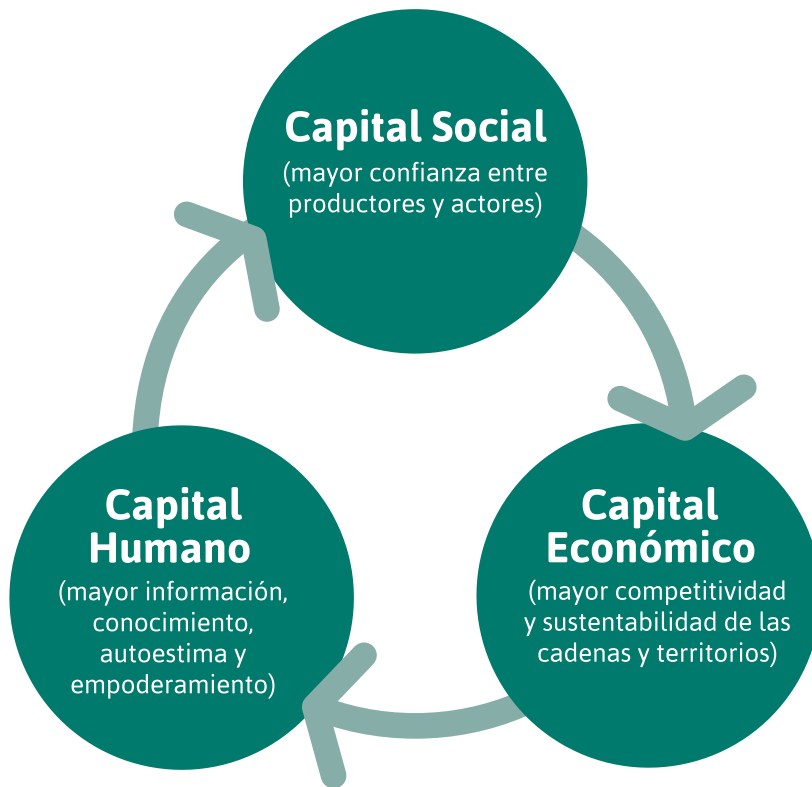 Capital Social
(mayor confianza entre
productores y actores)
Capital
Humano
(mayor información,
conocimiento,
autoestima y
empoderamiento)
Capital
Económico
(mayor competitividad
y sustentabilidad de las
cadenas y territorios)